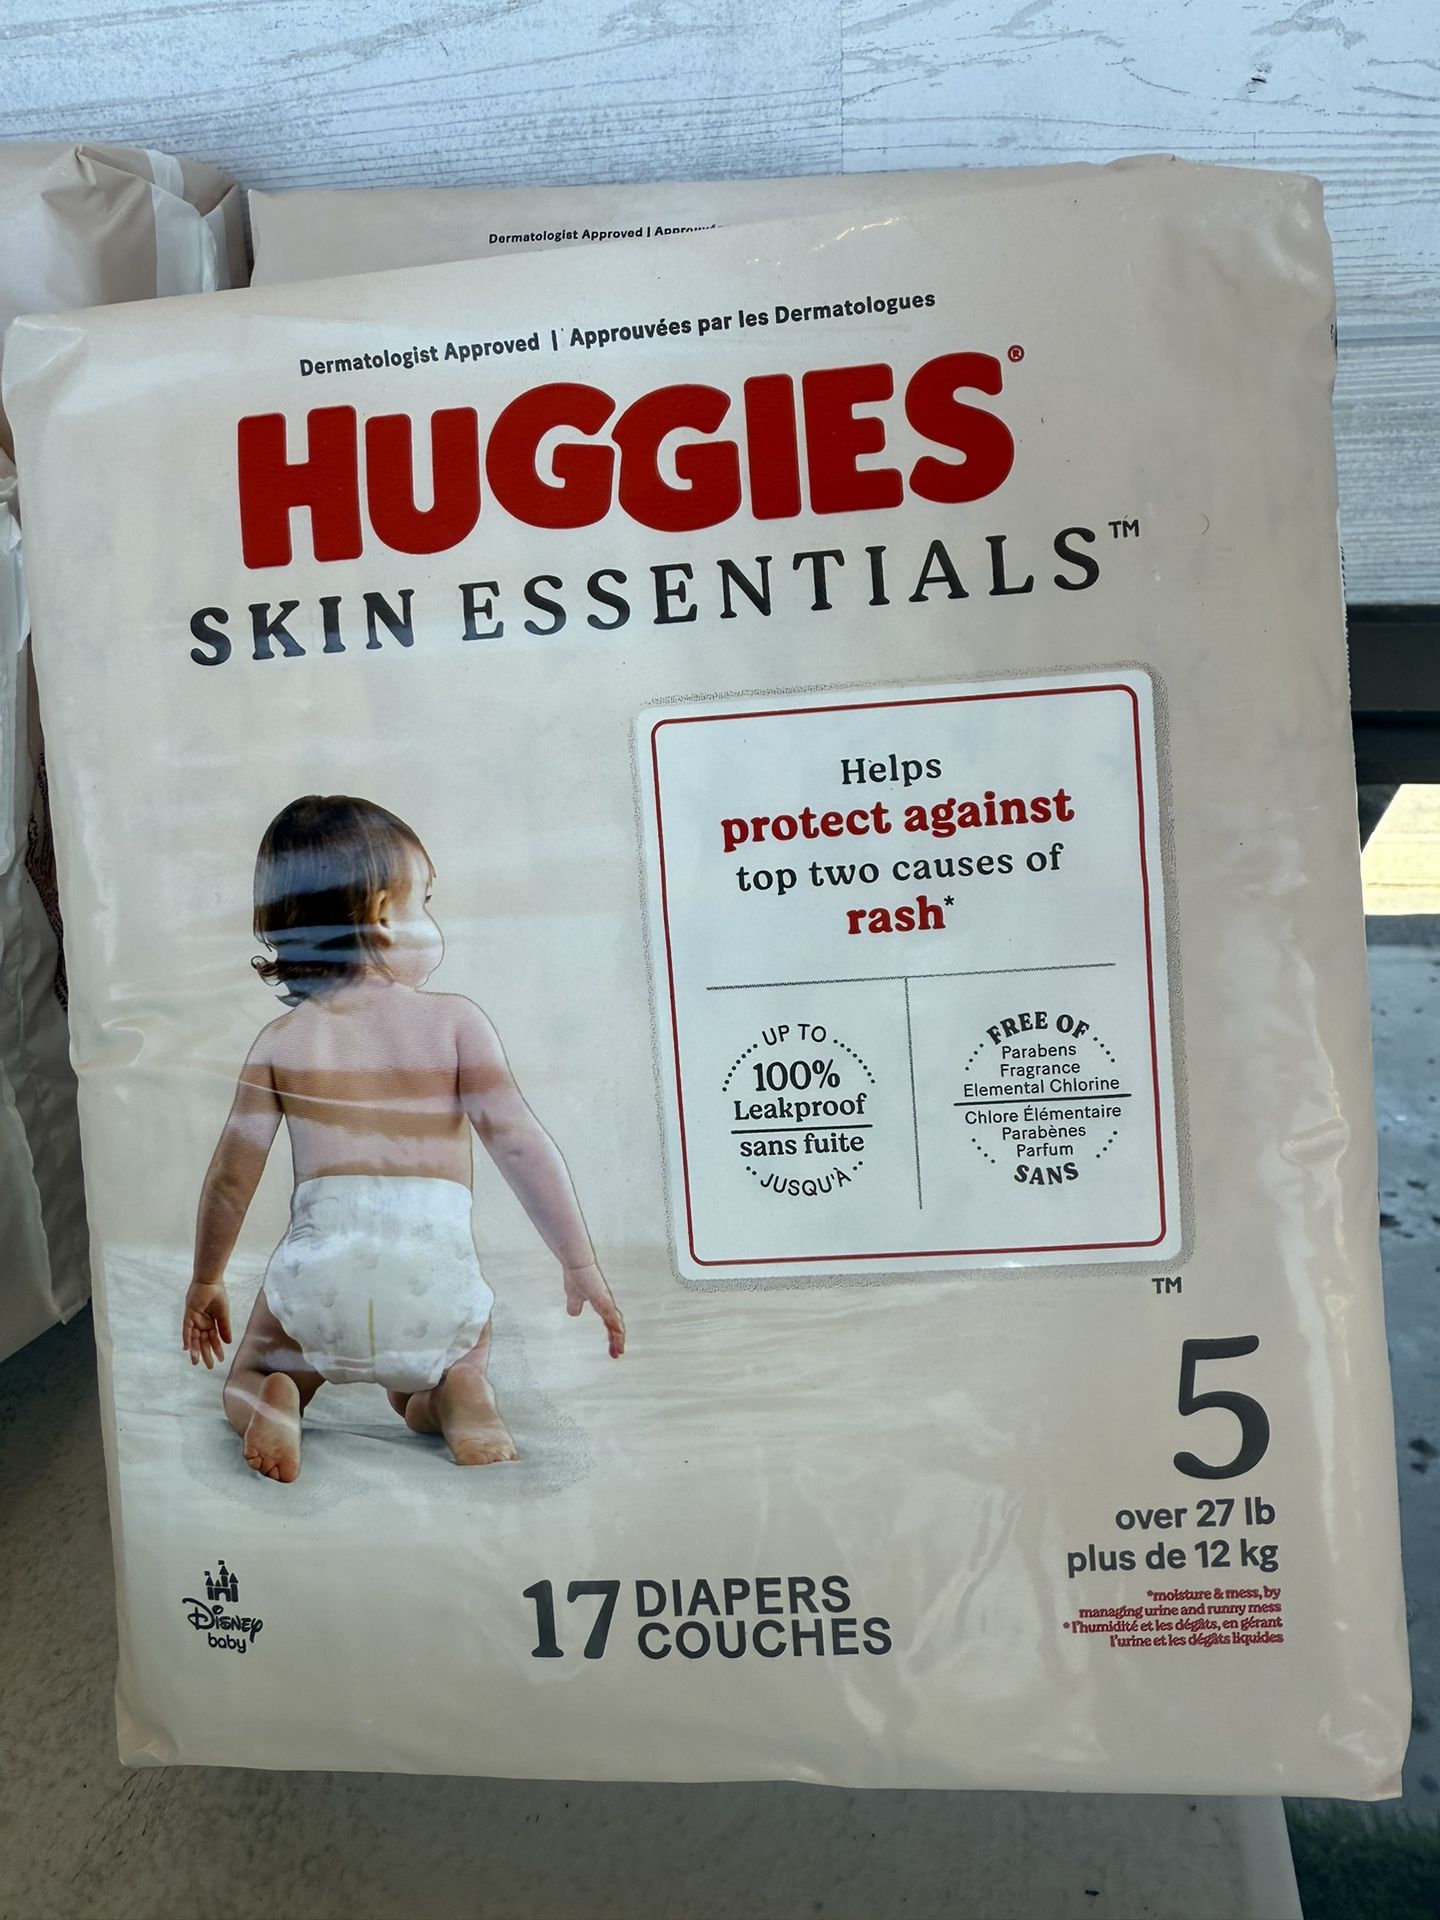 Dermatologist Approved |
Dermatologist Approved | Approuvées par les Dermatologues
HUGGIES®
SKIN ESSENTIALS™
Helps
protect against
top two causes of
rash*
UP TO
100%
Leakproof
sans fuite
JUSQU'À
FREE OF
Parabens
Fragrance
Elemental Chlorine
Chlore Élémentaire
Parabènes
Parfum
SANS
TM
5
over 27 lb
plus de 12 kg
*moisture & mess, by
managing urine and runny mess
*l'humidité et les dégâts, en gérant
l'urine et les dégâts liquides
17 DIAPERS
COUCHES
Disney
baby